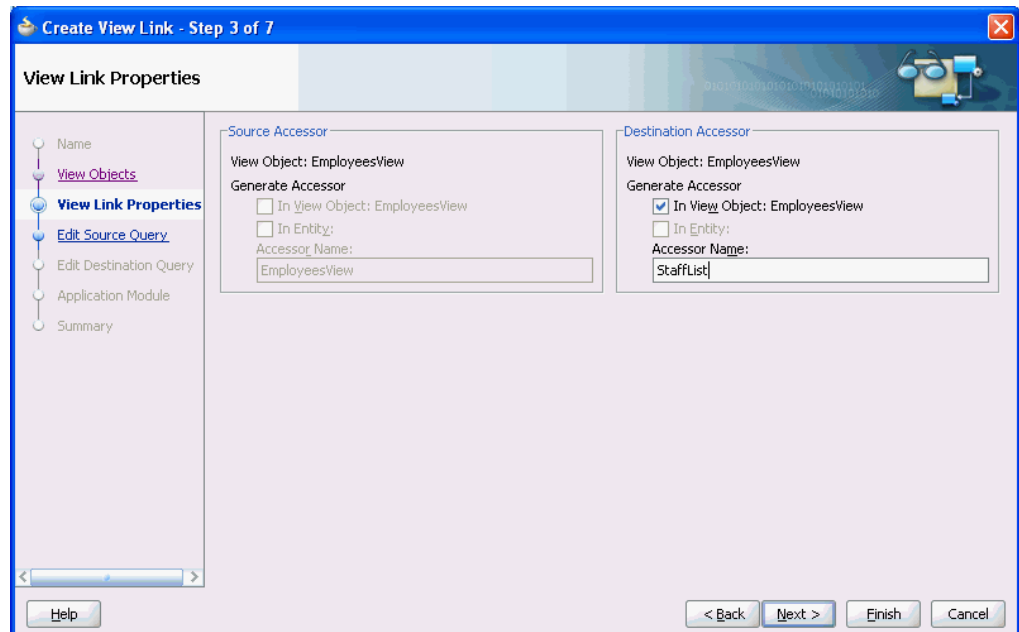 Create View Link - Step 3 of 7
View Link Properties
Name
View Objects
View Link Properties
Edit Source Query
Edit Destination Query
Application Module
Summary
Source Accessor
View Object: EmployeesView
Generate Accessor
In View Object: EmployeesView
In Entity:
Accessor Name:
EmployeesView
Destination Accessor
View Object: EmployeesView
Generate Accessor
In View Object: EmployeesView
In Entity:
Accessor Name:
StaffList
Help
< Back
Next >
Finish
Cancel